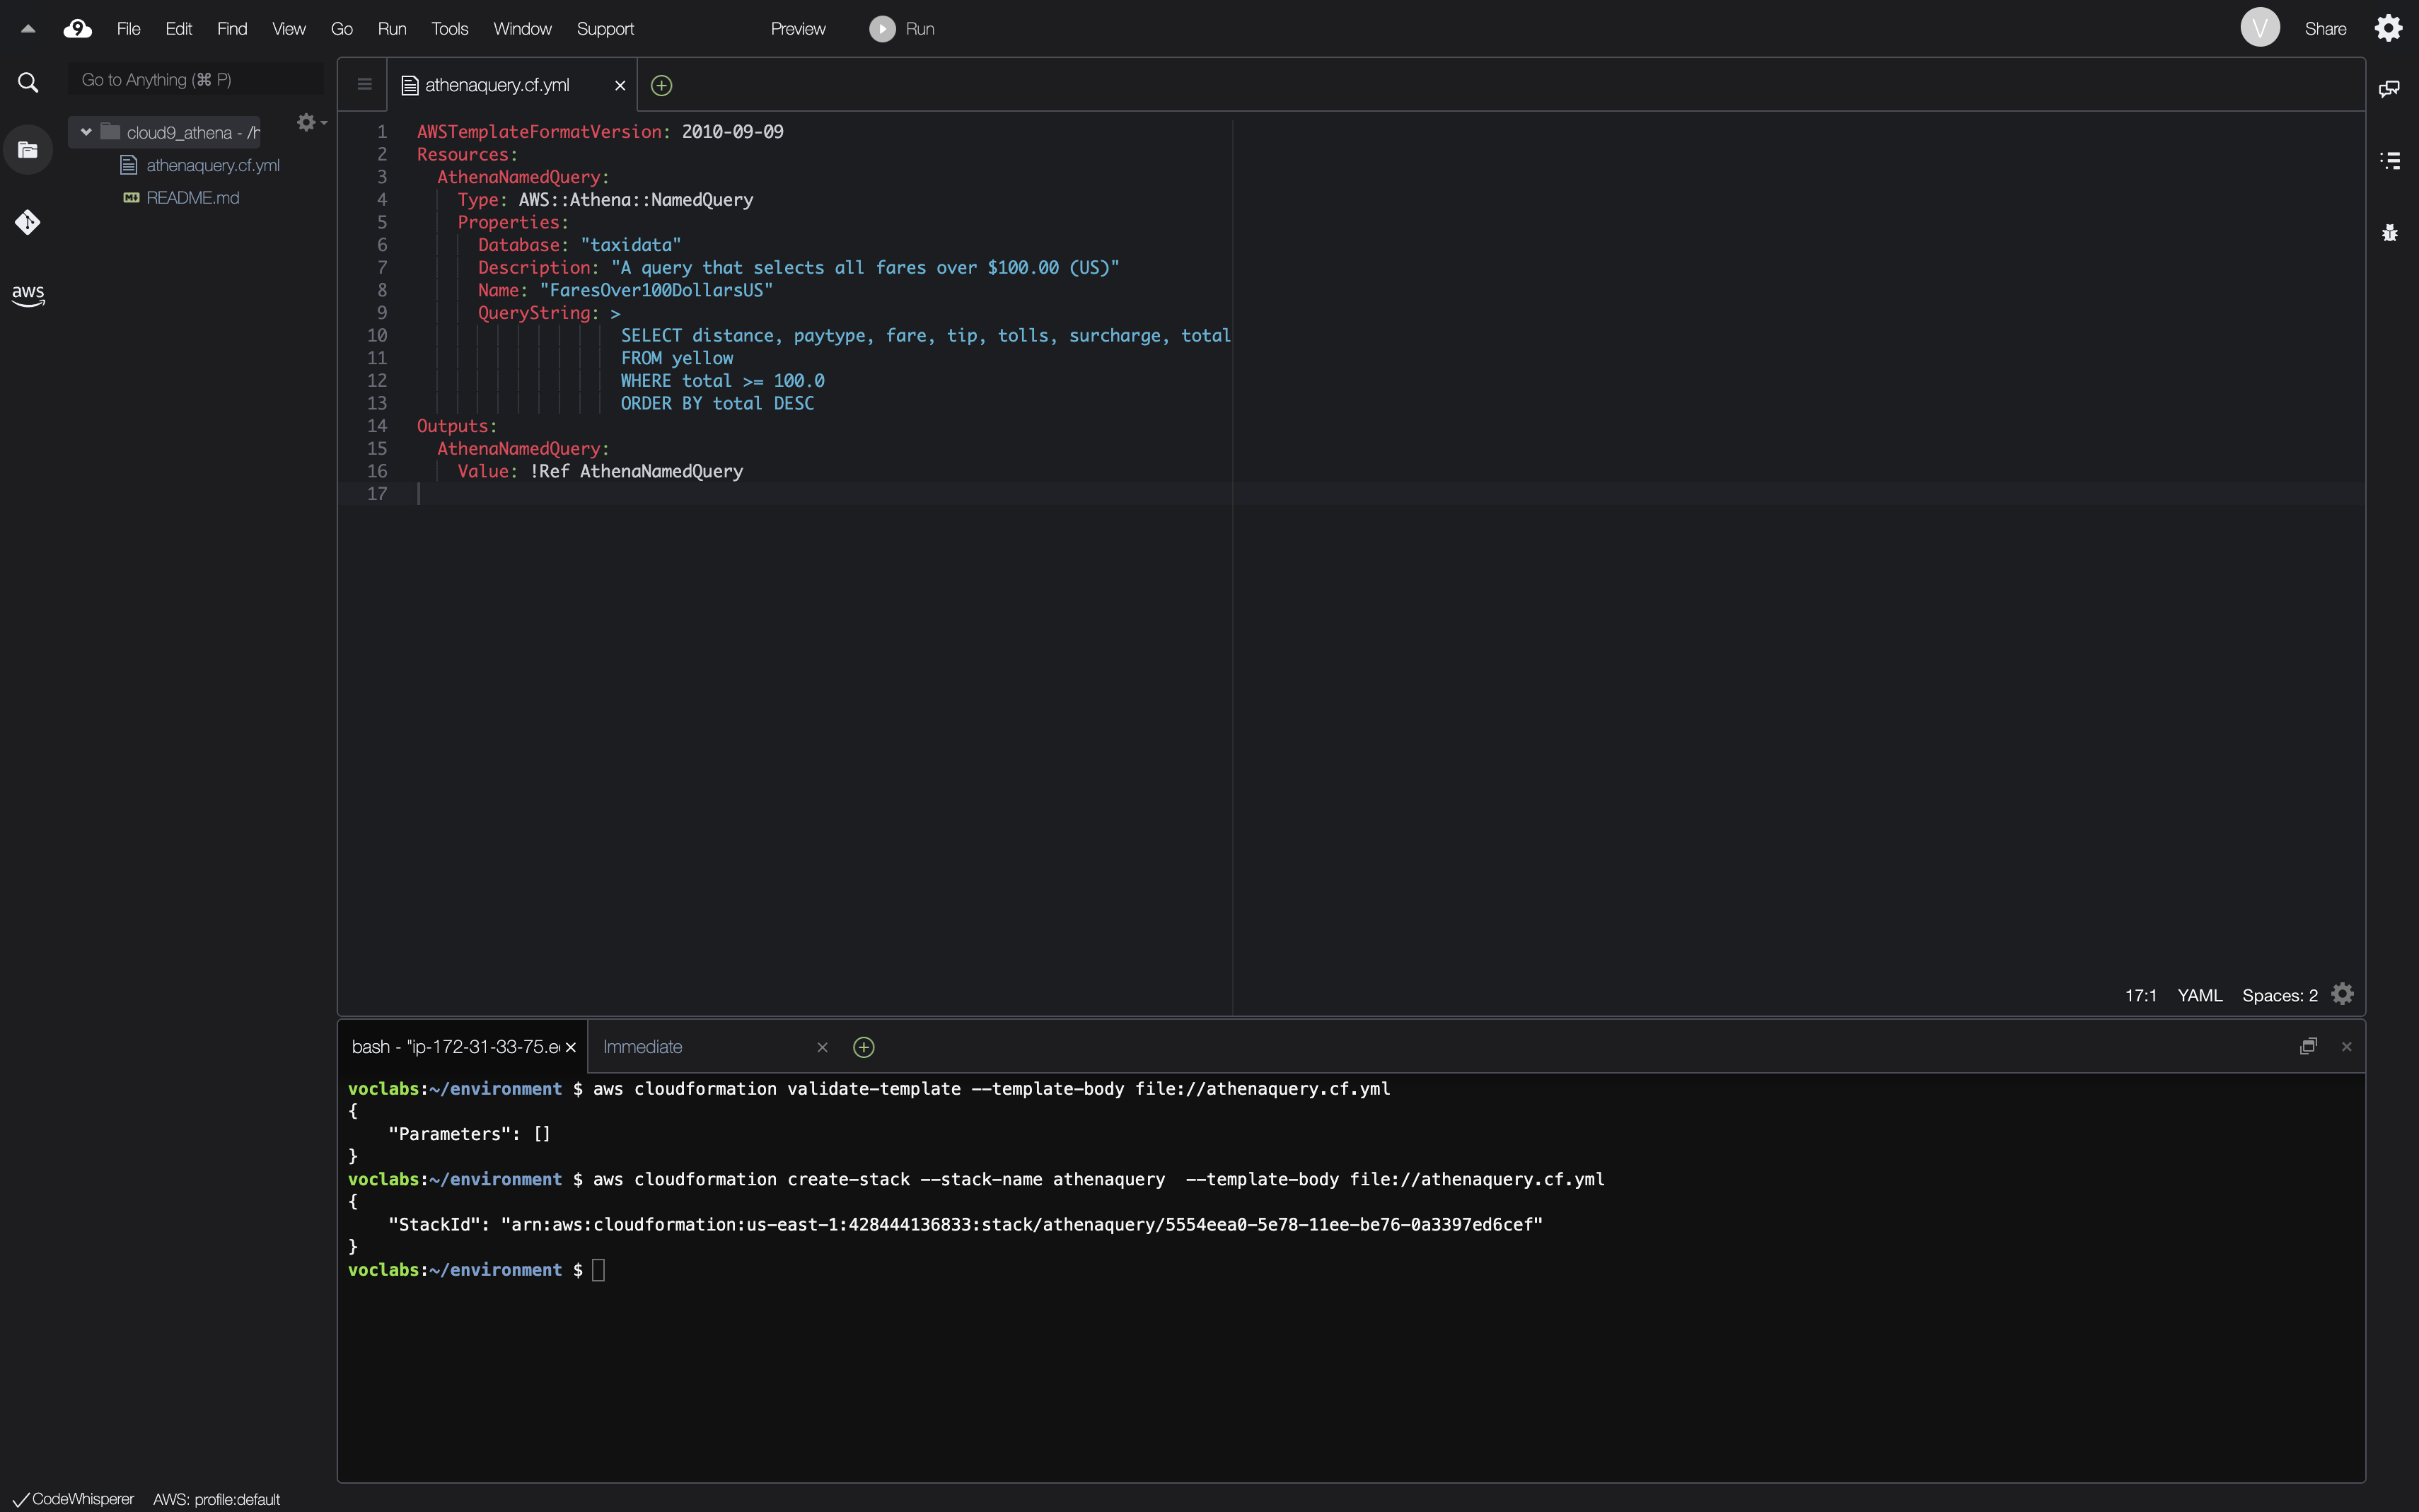 File Edit Find View Go Run Tools Window Support Preview Run V Share
Go to Anything (⌘ P)
athenaquery.cf.yml
cloud9_athena - /h
athenaquery.cf.yml
README.md
aws
1 AWSTemplateFormatVersion: 2010-09-09
2 Resources:
3   AthenaNamedQuery:
4     Type: AWS::Athena::NamedQuery
5     Properties:
6       Database: "taxidata"
7       Description: "A query that selects all fares over $100.00 (US)"
8       Name: "FaresOver100DollarsUS"
9       QueryString: >
10                     SELECT distance, paytype, fare, tip, tolls, surcharge, total
11                     FROM yellow
12                     WHERE total >= 100.0
13                     ORDER BY total DESC
14 Outputs:
15   AthenaNamedQuery:
16     Value: !Ref AthenaNamedQuery
17
17:1 YAML Spaces: 2
bash - "ip-172-31-33-75.e Immediate
voclabs:~/environment $ aws cloudformation validate-template --template-body file://athenaquery.cf.yml
{
    "Parameters": []
}
voclabs:~/environment $ aws cloudformation create-stack --stack-name athenaquery  --template-body file://athenaquery.cf.yml
{
    "StackId": "arn:aws:cloudformation:us-east-1:428444136833:stack/athenaquery/5554eea0-5e78-11ee-be76-0a3397ed6cef"
}
voclabs:~/environment $
CodeWhisperer AWS: profile:default